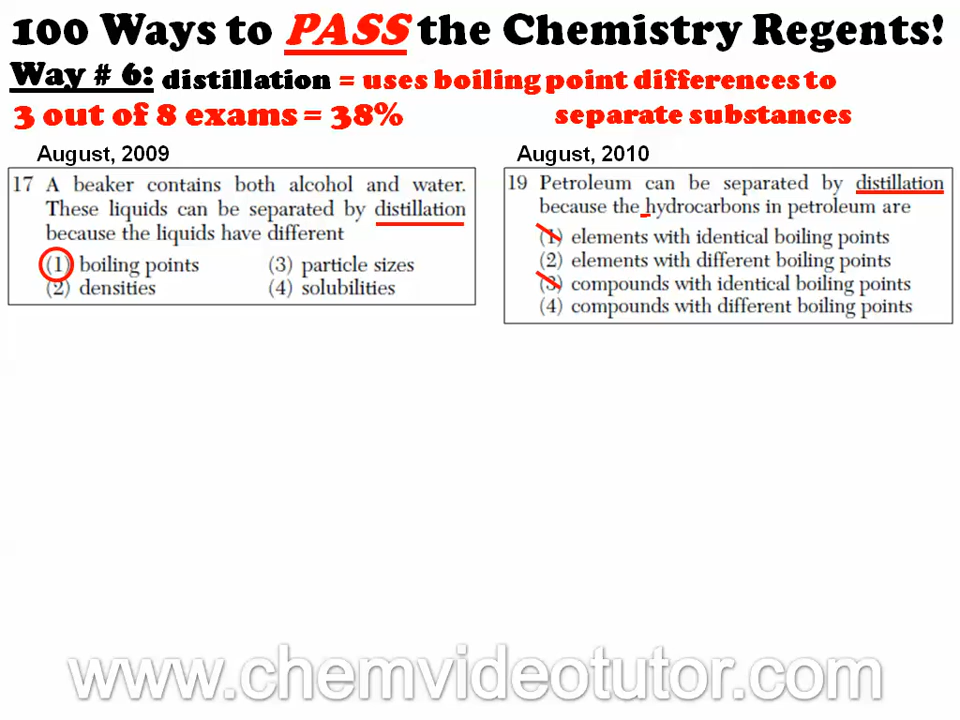 100 Ways to PASS the Chemistry Regents!
Way # 6: distillation = uses boiling point differences to
3 out of 8 exams = 38% separate substances
August, 2009
17 A beaker contains both alcohol and water.
These liquids can be separated by distillation
because the liquids have different
(1) boiling points (3) particle sizes
(2) densities (4) solubilities
August, 2010
19 Petroleum can be separated by distillation
because the hydrocarbons in petroleum are
(1) elements with identical boiling points
(2) elements with different boiling points
(3) compounds with identical boiling points
(4) compounds with different boiling points
www.chemvideotutor.com